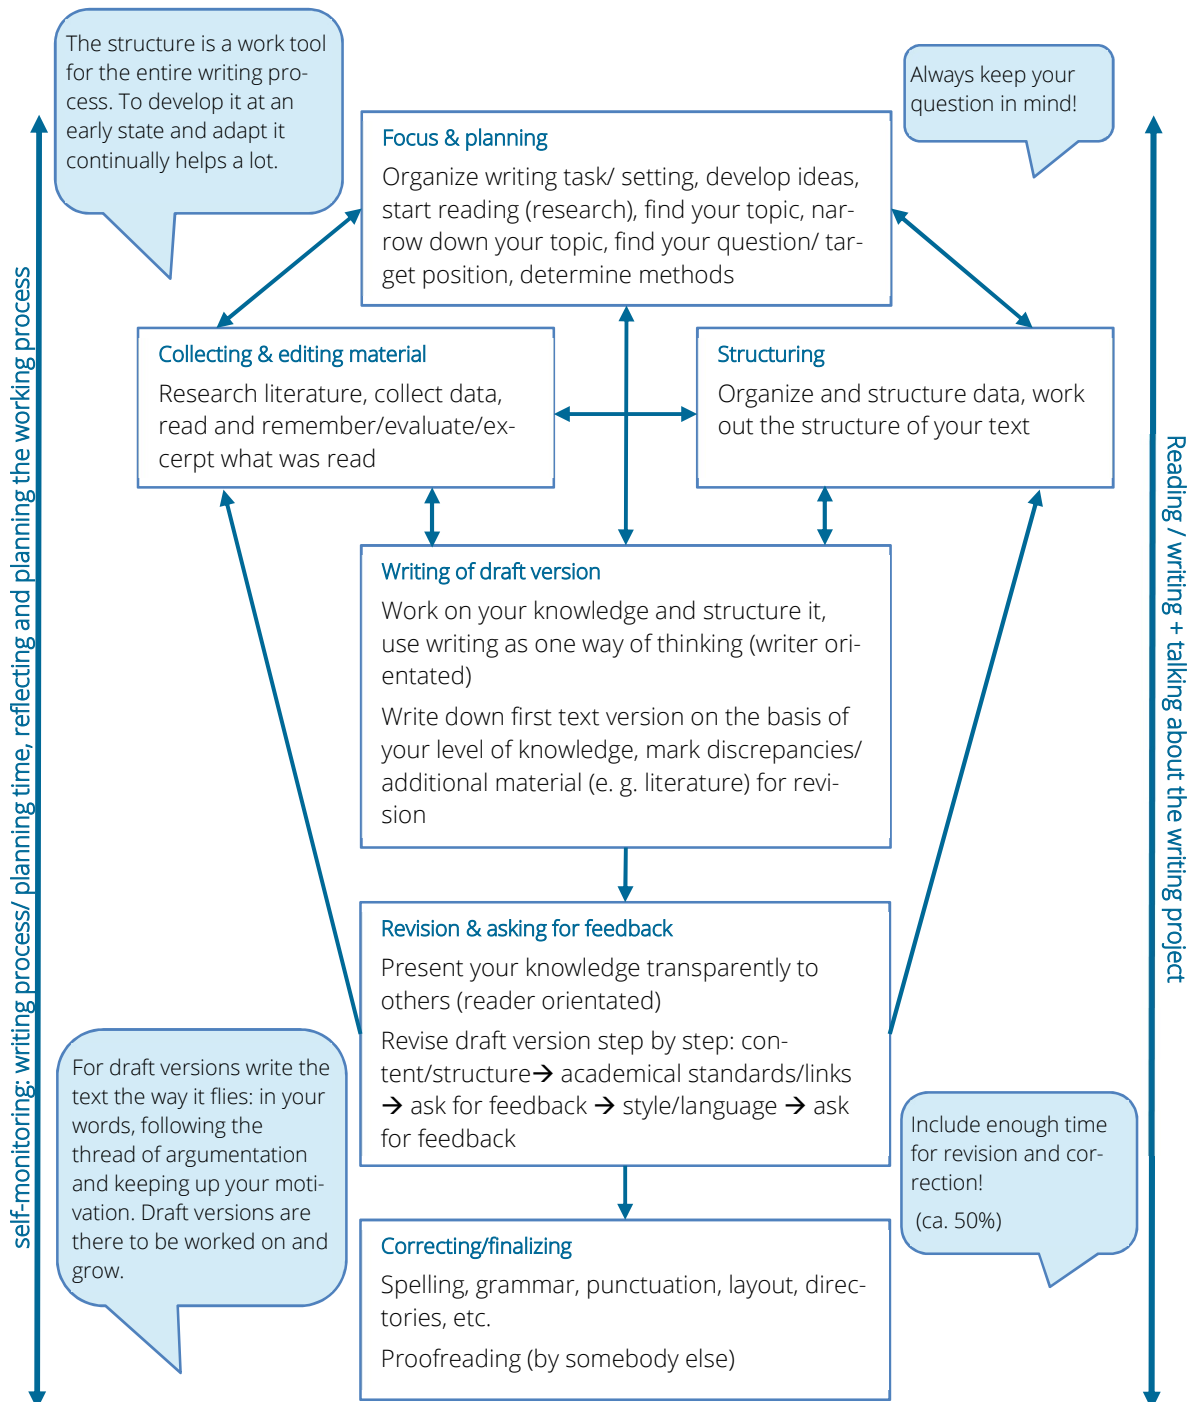 The structure is a work tool
for the entire writing pro-
cess. To develop it at an
early state and adapt it
continually helps a lot.
Always keep your
question in mind!
Focus & planning
Organize writing task/ setting, develop ideas,
start reading (research), find your topic, nar-
row down your topic, find your question/ tar-
get position, determine methods
Collecting & editing material
Research literature, collect data,
read and remember/evaluate/ex-
cerpt what was read
Structuring
Organize and structure data, work
out the structure of your text
self-monitoring: writing process/ planning time, reflecting and planning the working process
Reading / writing + talking about the writing project
Writing of draft version
Work on your knowledge and structure it,
use writing as one way of thinking (writer ori-
entated)
Write down first text version on the basis of
your level of knowledge, mark discrepancies/
additional material (e. g. literature) for revi-
sion
Revision & asking for feedback
Present your knowledge transparently to
others (reader orientated)
Revise draft version step by step: con-
tent/structure→ academical standards/links
→ ask for feedback → style/language → ask
for feedback
For draft versions write the
text the way it flies: in your
words, following the
thread of argumentation
and keeping up your moti-
vation. Draft versions are
there to be worked on and
grow.
Include enough time
for revision and cor-
rection!
(ca. 50%)
Correcting/finalizing
Spelling, grammar, punctuation, layout, direc-
tories, etc.
Proofreading (by somebody else)